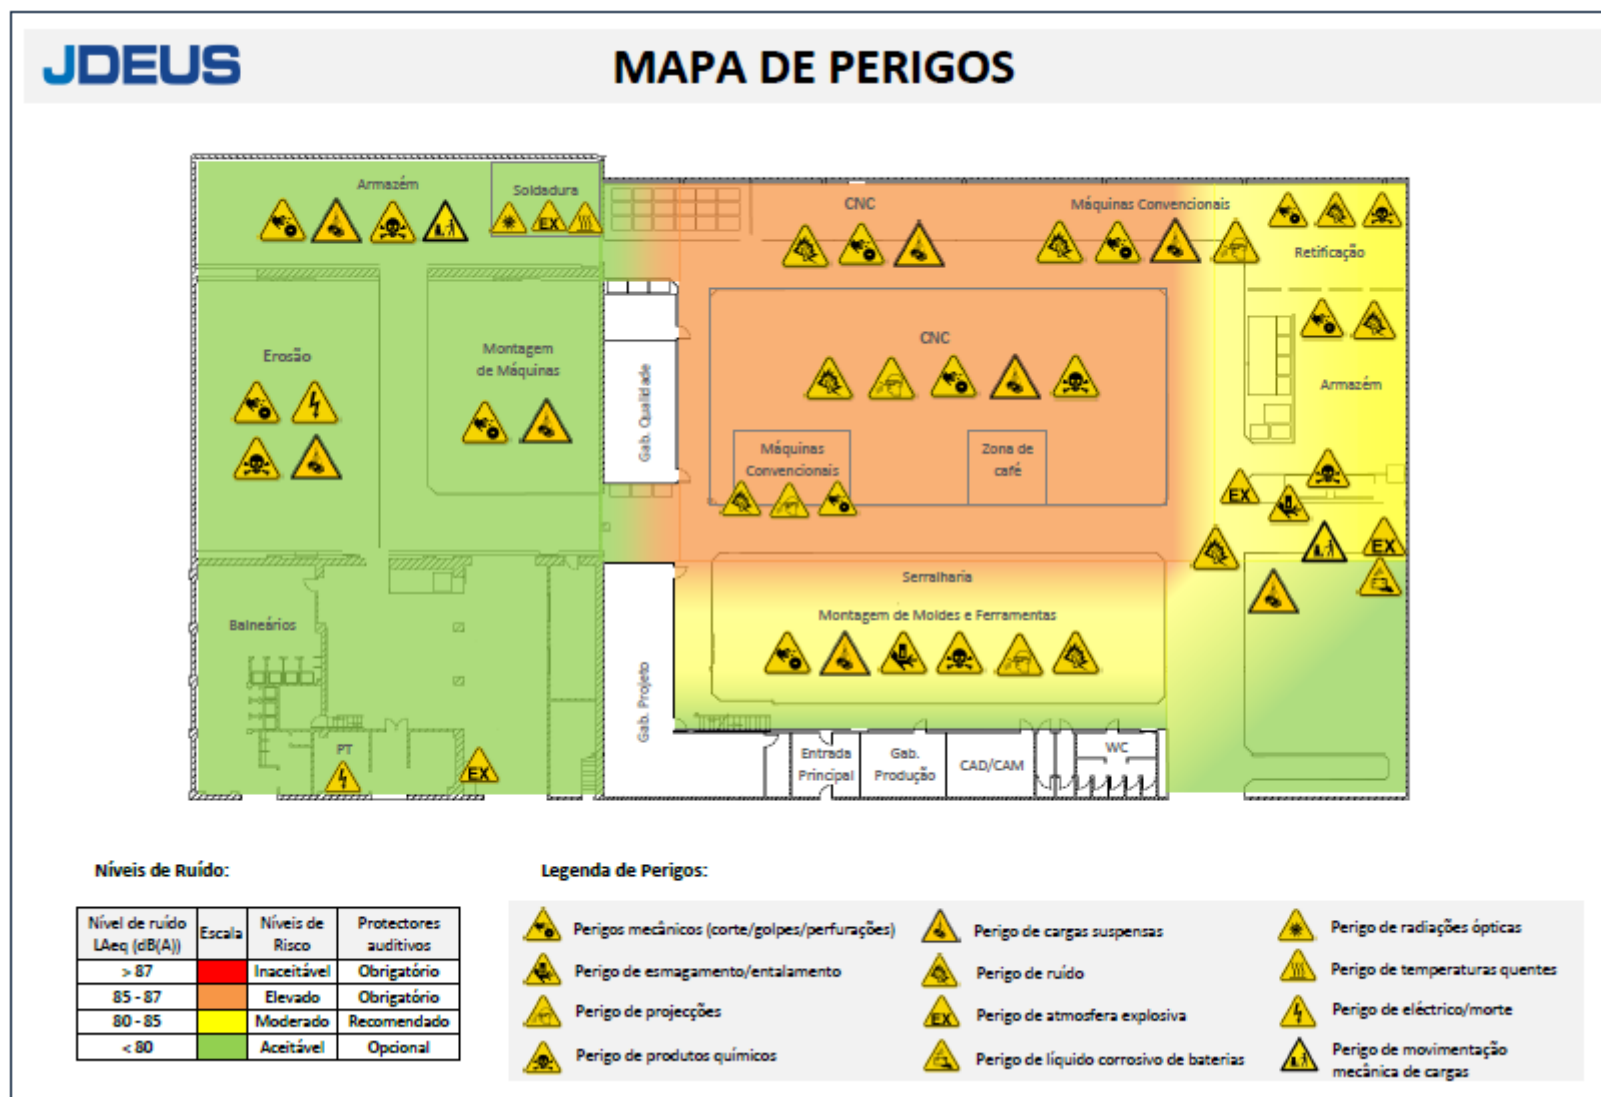 JDEUS
MAPA DE PERIGOS
Armazém
Soldadura
EX
CNC
Máquinas Convencionais
Retificação
Erosão
Montagem
de Máquinas
Gab. Qualidade
CNC
Armazém
Máquinas
Convencionais
Zona de
café
EX
EX
Serralharia
Montagem de Moldes e Ferramentas
Balneários
Gab. Projeto
PT
EX
Entrada
Principal
Gab.
Produção
CAD/CAM
WC
Níveis de Ruído:
Nível de ruído
LAeq (dB(A))
Escala
Níveis de
Risco
Protectores
auditivos
> 87
Inaceitável
Obrigatório
85 - 87
Elevado
Obrigatório
80 - 85
Moderado
Recomendado
< 80
Aceitável
Opcional
Legenda de Perigos:
Perigos mecânicos (corte/golpes/perfurações)
Perigo de esmagamento/entalamento
Perigo de projecções
Perigo de produtos químicos
Perigo de cargas suspensas
Perigo de ruído
EX
Perigo de atmosfera explosiva
Perigo de líquido corrosivo de baterias
Perigo de radiações ópticas
Perigo de temperaturas quentes
Perigo de eléctrico/morte
Perigo de movimentação
mecânica de cargas